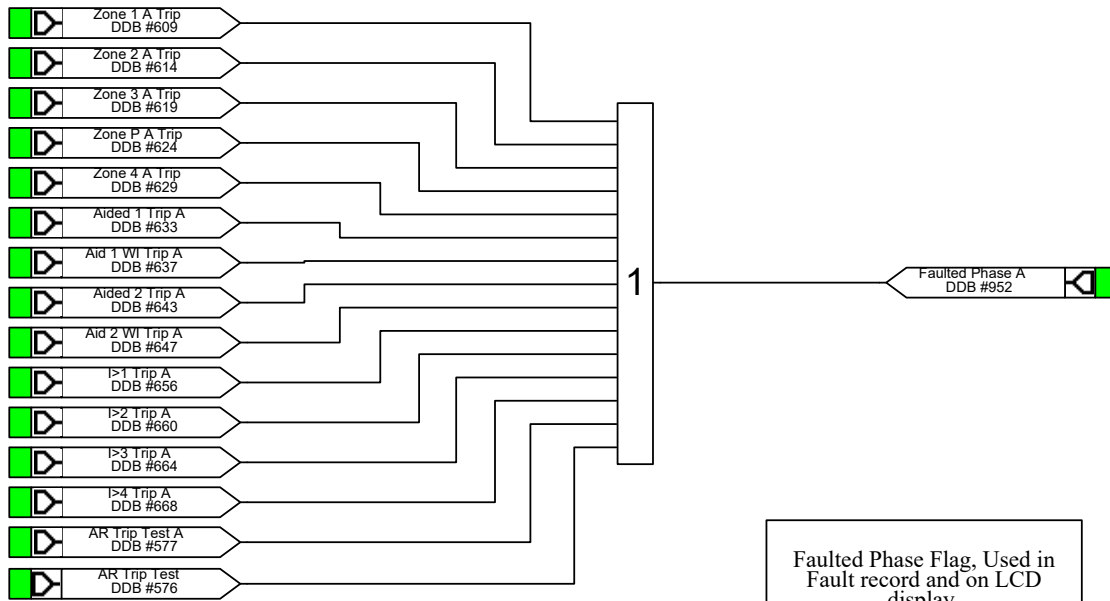 Zone 1 A Trip
DDB #609
Zone 2 A Trip
DDB #614
Zone 3 A Trip
DDB #619
Zone P A Trip
DDB #624
Zone 4 A Trip
DDB #629
Aided 1 Trip A
DDB #633
Aid 1 WI Trip A
DDB #637
Aided 2 Trip A
DDB #643
Aid 2 WI Trip A
DDB #647
I>1 Trip A
DDB #656
I>2 Trip A
DDB #660
I>3 Trip A
DDB #664
I>4 Trip A
DDB #668
AR Trip Test A
DDB #577
AR Trip Test
DDB #576
1
Faulted Phase A
DDB #952
Faulted Phase Flag, Used in
Fault record and on LCD
display